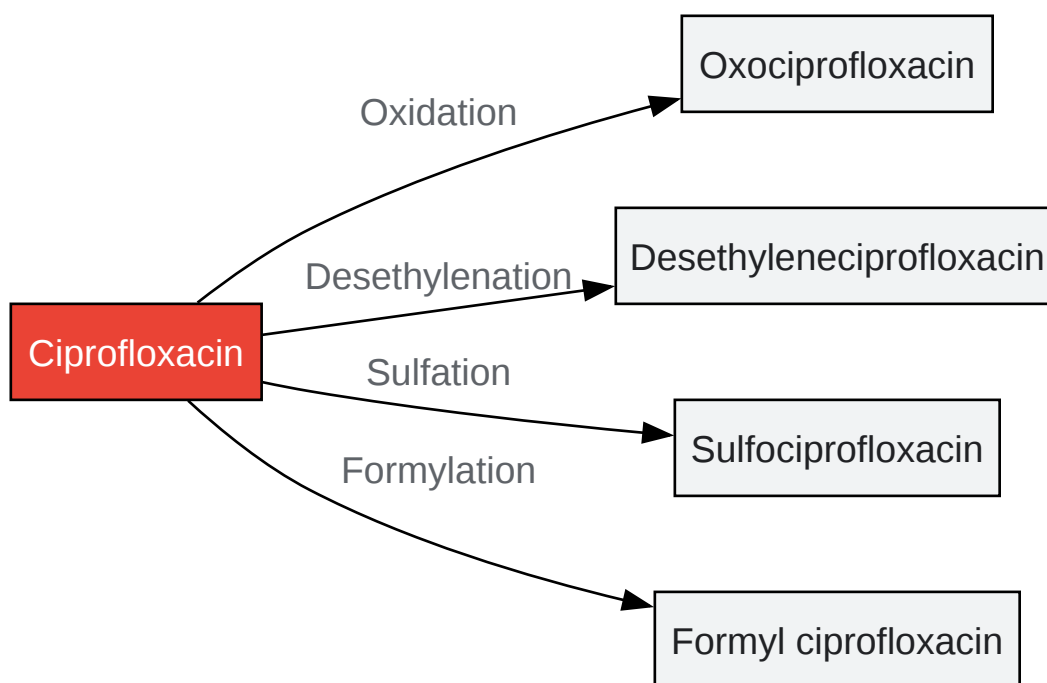 Oxociprofloxacin
Oxidation
Desethyleneciprofloxacin
Desethylenation
Ciprofloxacin
Sulfation
Sulfociprofloxacin
Formylation
Formyl ciprofloxacin